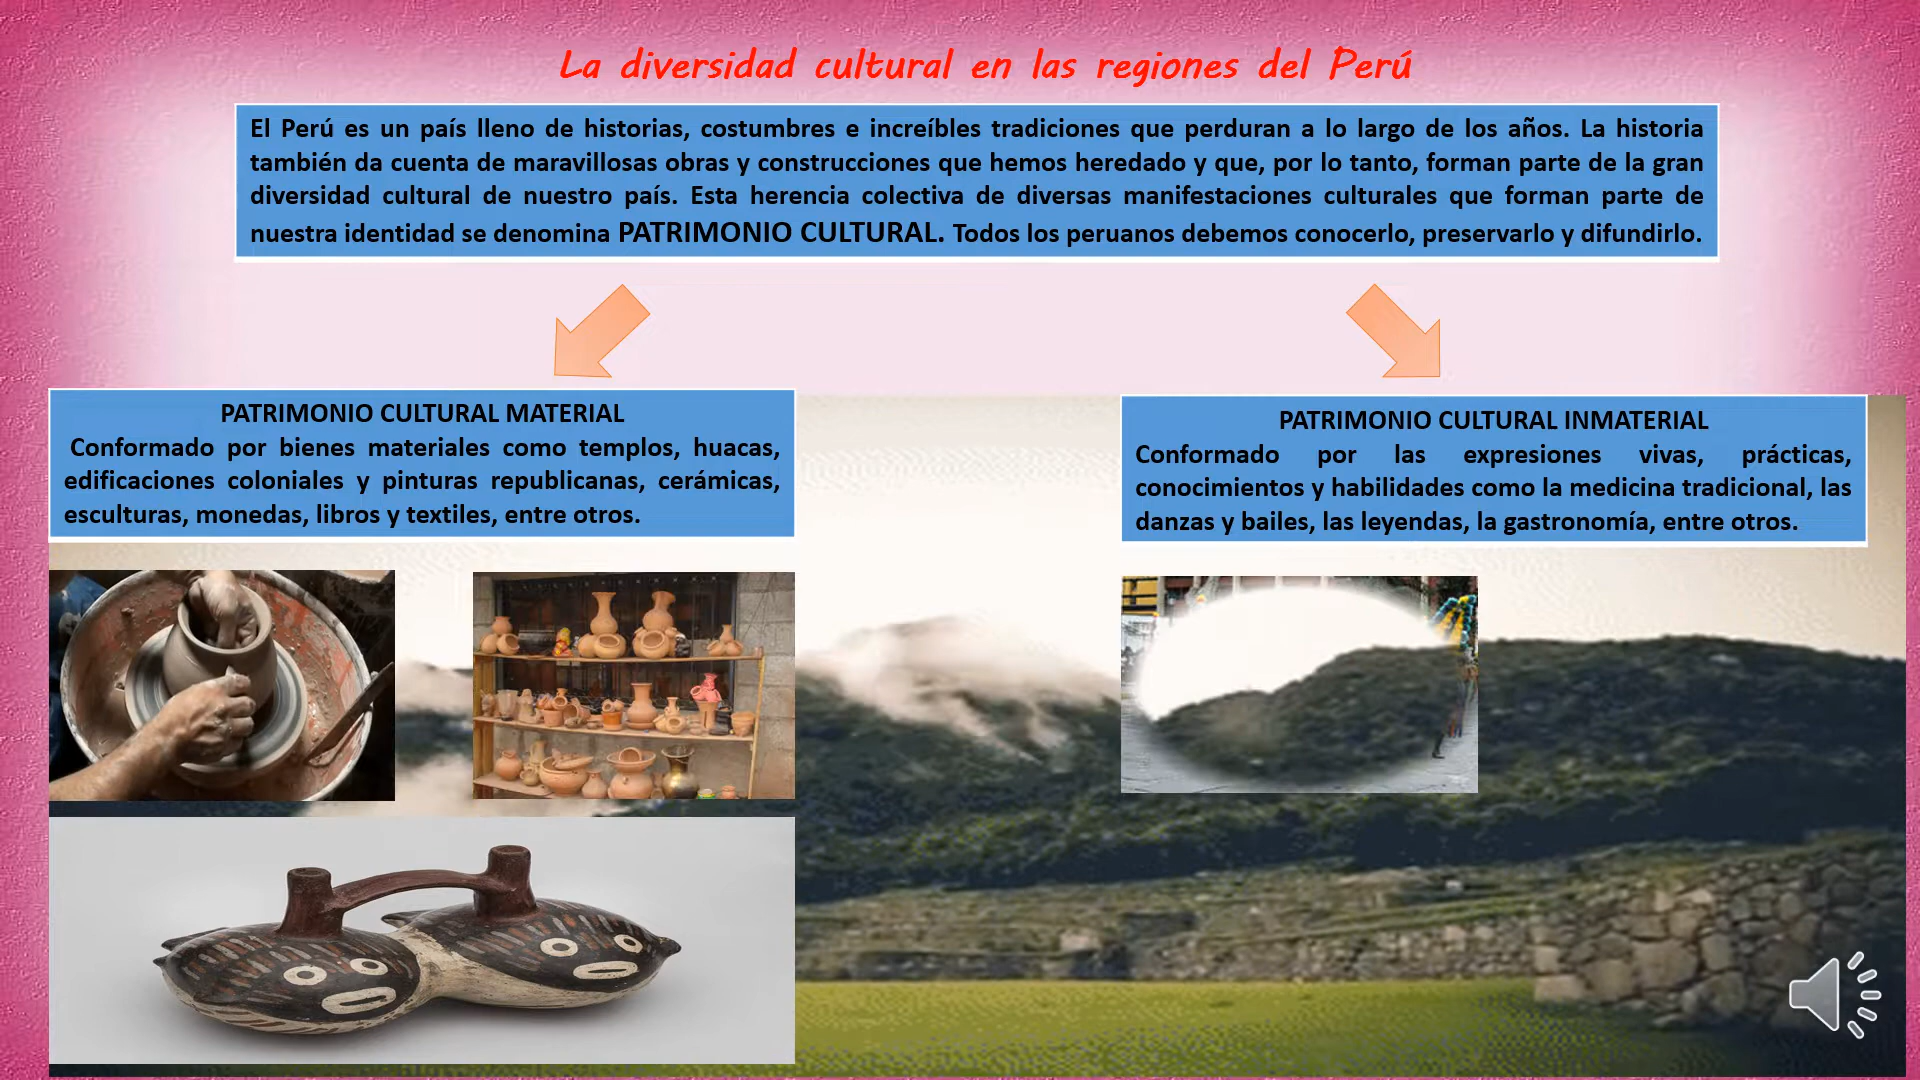 La diversidad cultural en las regiones del Perú
El Perú es un país lleno de historias, costumbres e increíbles tradiciones que perduran a lo largo de los años. La historia
también da cuenta de maravillosas obras y construcciones que hemos heredado y que, por lo tanto, forman parte de la gran
diversidad cultural de nuestro país. Esta herencia colectiva de diversas manifestaciones culturales que forman parte de
nuestra identidad se denomina PATRIMONIO CULTURAL. Todos los peruanos debemos conocerlo, preservarlo y difundirlo.
PATRIMONIO CULTURAL MATERIAL
Conformado por bienes materiales como templos, huacas,
edificaciones coloniales y pinturas republicanas, cerámicas,
esculturas, monedas, libros y textiles, entre otros.
PATRIMONIO CULTURAL INMATERIAL
Conformado por las expresiones vivas, prácticas,
conocimientos y habilidades como la medicina tradicional, las
danzas y bailes, las leyendas, la gastronomía, entre otros.